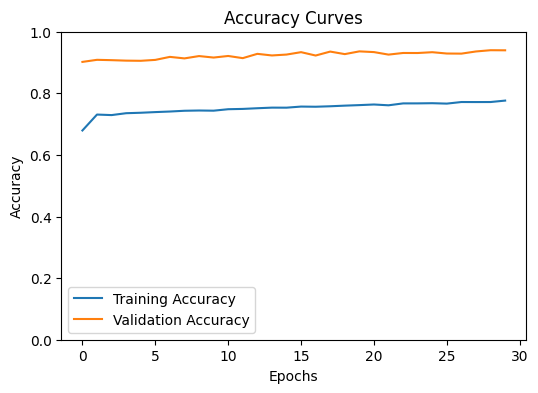 Accuracy Curves
1.0
0.8
0.6
0.4
0.2
0.0
Accuracy
Training Accuracy
Validation Accuracy
0 5 10 15 20 25 30
Epochs